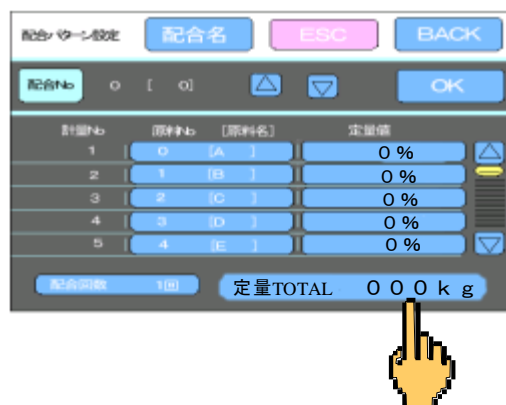 配合パターン設定 配合名 ESC BACK
配合No 0 [ 0] OK
計量No 原料No [原料名] 定量値
1 0 [A ] 0 %
2 1 [B ] 0 %
3 2 [C ] 0 %
4 3 [D ] 0 %
5 4 [E ] 0 %
配合回数 1回 定量TOTAL 0 0 0 k g